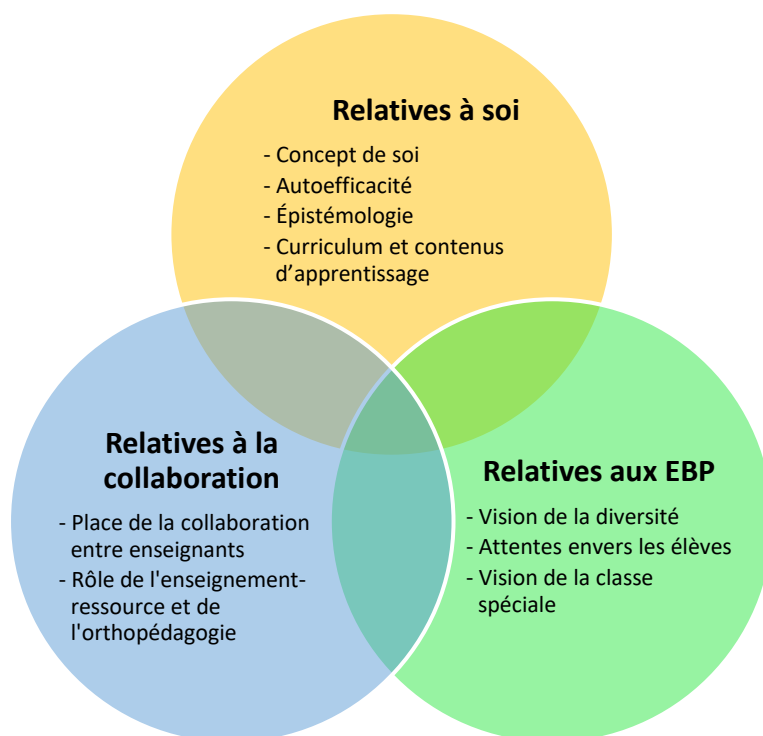 Relatives à soi
- Concept de soi
- Autoefficacité
- Épistémologie
- Curriculum et contenus
d’apprentissage
Relatives à la
collaboration
- Place de la collaboration
entre enseignants
- Rôle de l'enseignement-
ressource et de
l'orthopédagogie
Relatives aux EBP
- Vision de la diversité
- Attentes envers les élèves
- Vision de la classe
spéciale